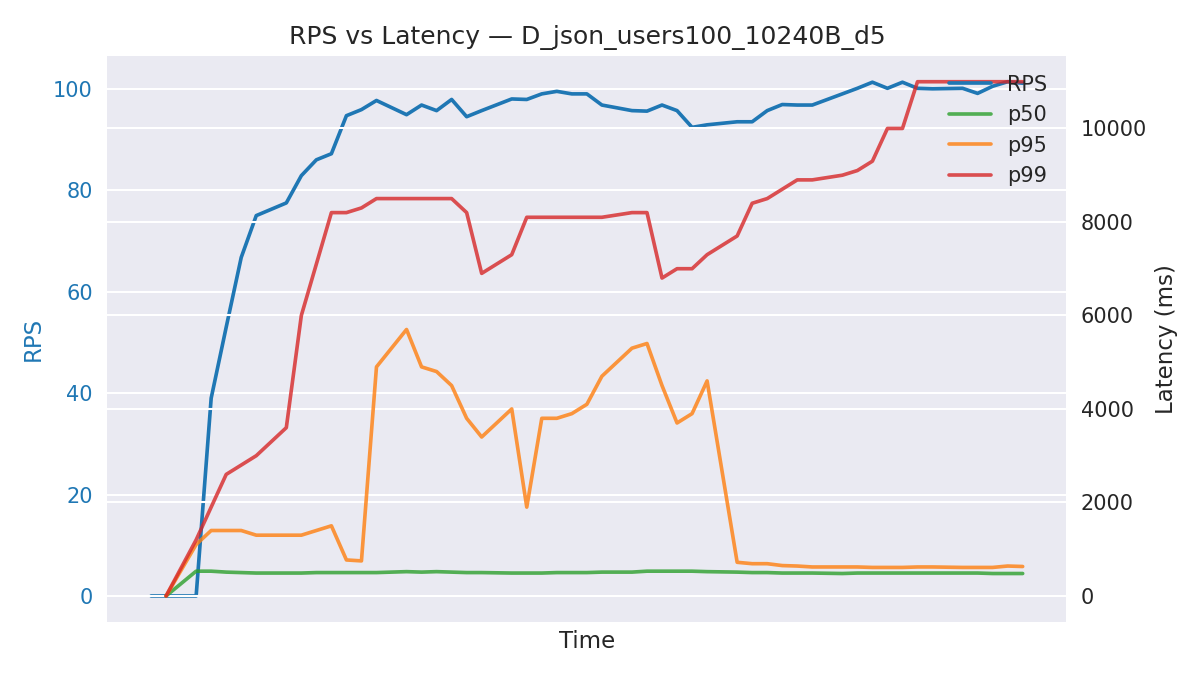 RPS vs Latency — D_json_users100_10240B_d5
RPS
100
80
60
40
20
0
RPS
p50
p95
p99
10000
8000
6000
4000
2000
0
Latency (ms)
Time